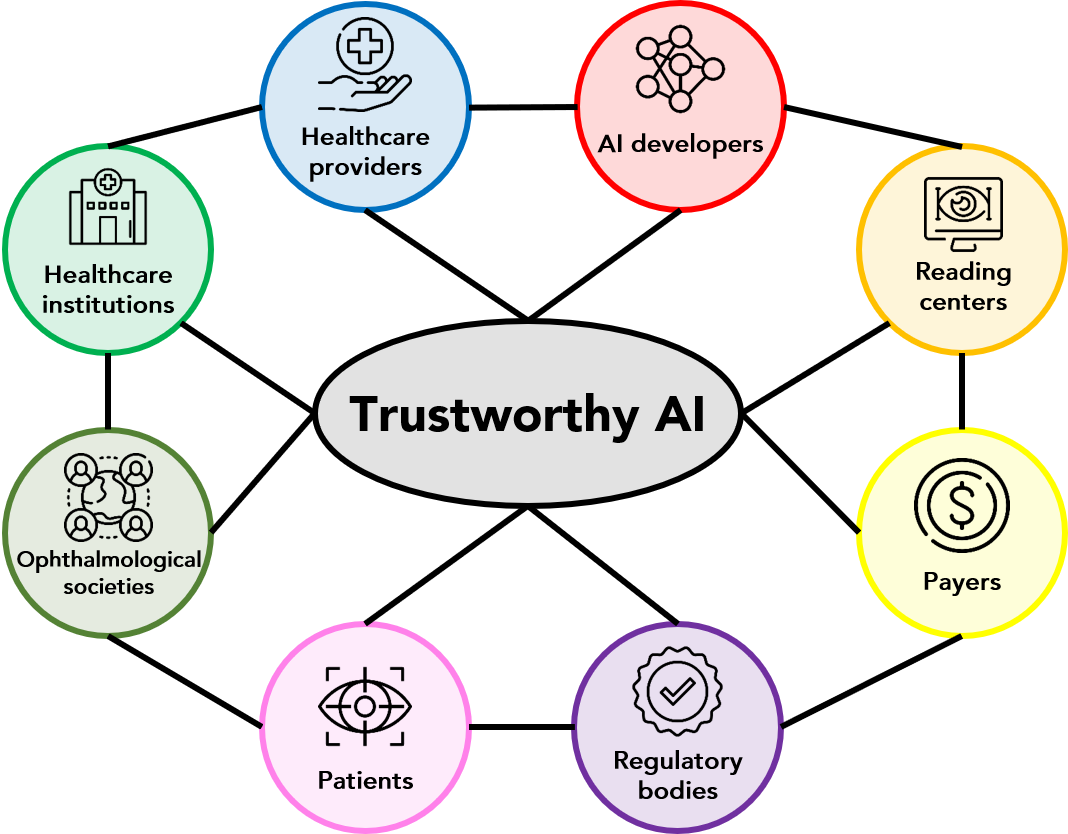 Healthcare
providers
AI developers
Healthcare
institutions
Reading
centers
Trustworthy AI
Ophthalmological
societies
$
Payers
Patients
Regulatory
bodies